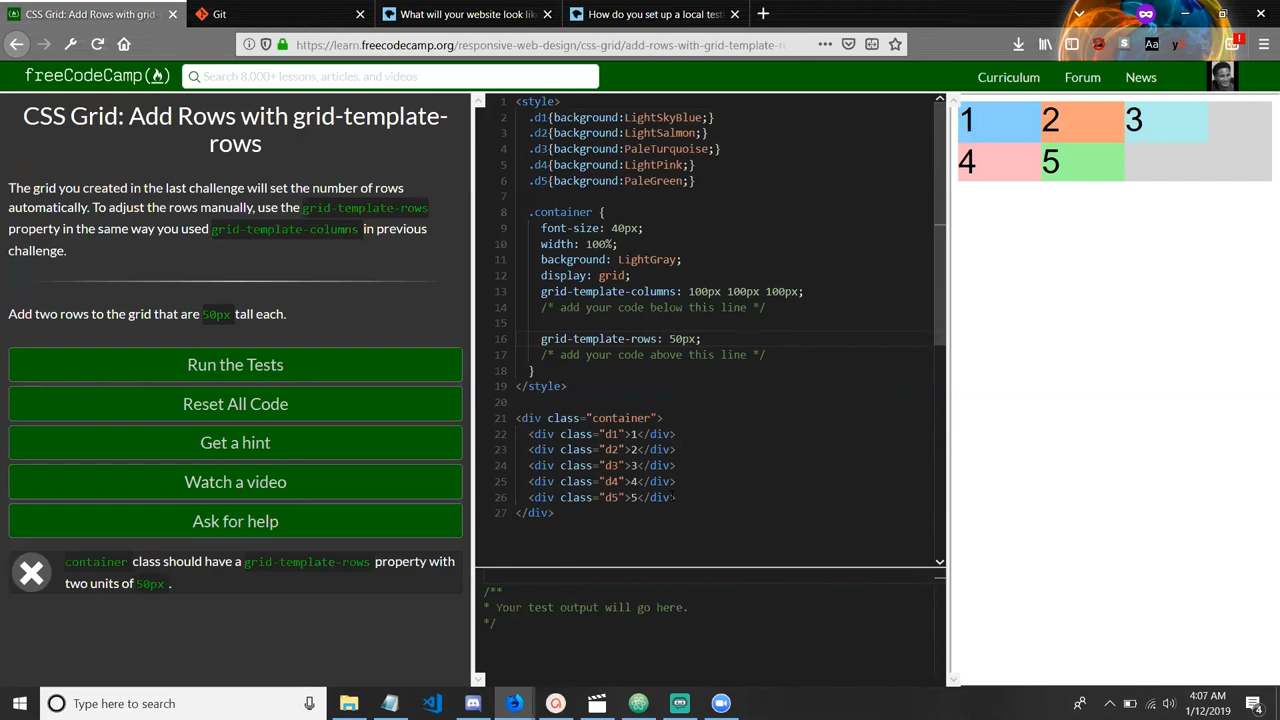 CSS Grid: Add Rows with grid-
Git
What will your website look lik
How do you set up a local test
https://learn.freecodecamp.org/responsive-web-design/css-grid/add-rows-with-grid-template-r
freeCodeCamp
Search 8,000+ lessons, articles, and videos
Curriculum
Forum
News
CSS Grid: Add Rows with grid-template-
rows
The grid you created in the last challenge will set the number of rows
automatically. To adjust the rows manually, use the grid-template-rows
property in the same way you used grid-template-columns in previous
challenge.
Add two rows to the grid that are 50px tall each.
Run the Tests
Reset All Code
Get a hint
Watch a video
Ask for help
container class should have a grid-template-rows property with
two units of 50px .
1 <style>
2 .d1{background:LightSkyBlue;}
3 .d2{background:LightSalmon;}
4 .d3{background:PaleTurquoise;}
5 .d4{background:LightPink;}
6 .d5{background:PaleGreen;}
7
8 .container {
9 font-size: 40px;
10 width: 100%;
11 background: LightGray;
12 display: grid;
13 grid-template-columns: 100px 100px 100px;
14 /* add your code below this line */
15
16 grid-template-rows: 50px;
17 /* add your code above this line */
18 }
19 </style>
20
21 <div class="container">
22 <div class="d1">1</div>
23 <div class="d2">2</div>
24 <div class="d3">3</div>
25 <div class="d4">4</div>
26 <div class="d5">5</div>
27 </div>
/**
* Your test output will go here.
*/
1 2 3
4 5
Type here to search
4:07 AM
1/12/2019
4